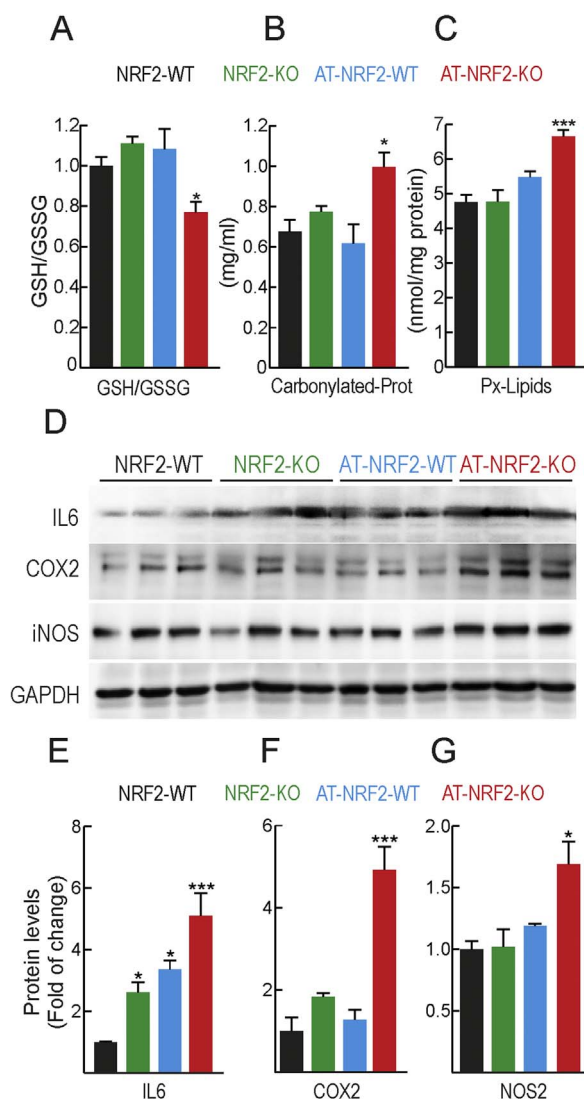 A B C
NRF2-WT NRF2-KO AT-NRF2-WT AT-NRF2-KO
GSH/GSSG
1.2
1.0
0.8
0.6
0.4
0.2
0
*
GSH/GSSG
(mg/ml)
1.2
1.0
0.8
0.6
0.4
0.2
0
*
Carbonylated-Prot
(nmol/mg protein)
7
6
5
4
3
2
1
0
***
Px-Lipids
D
NRF2-WT NRF2-KO AT-NRF2-WT AT-NRF2-KO
IL6
COX2
iNOS
GAPDH
E F G
NRF2-WT NRF2-KO AT-NRF2-WT AT-NRF2-KO
Protein levels
(Fold of change)
8
6
4
2
* * ***
IL6
6
4
2
***
COX2
2.0
1.5
1.0
0.5
*
NOS2